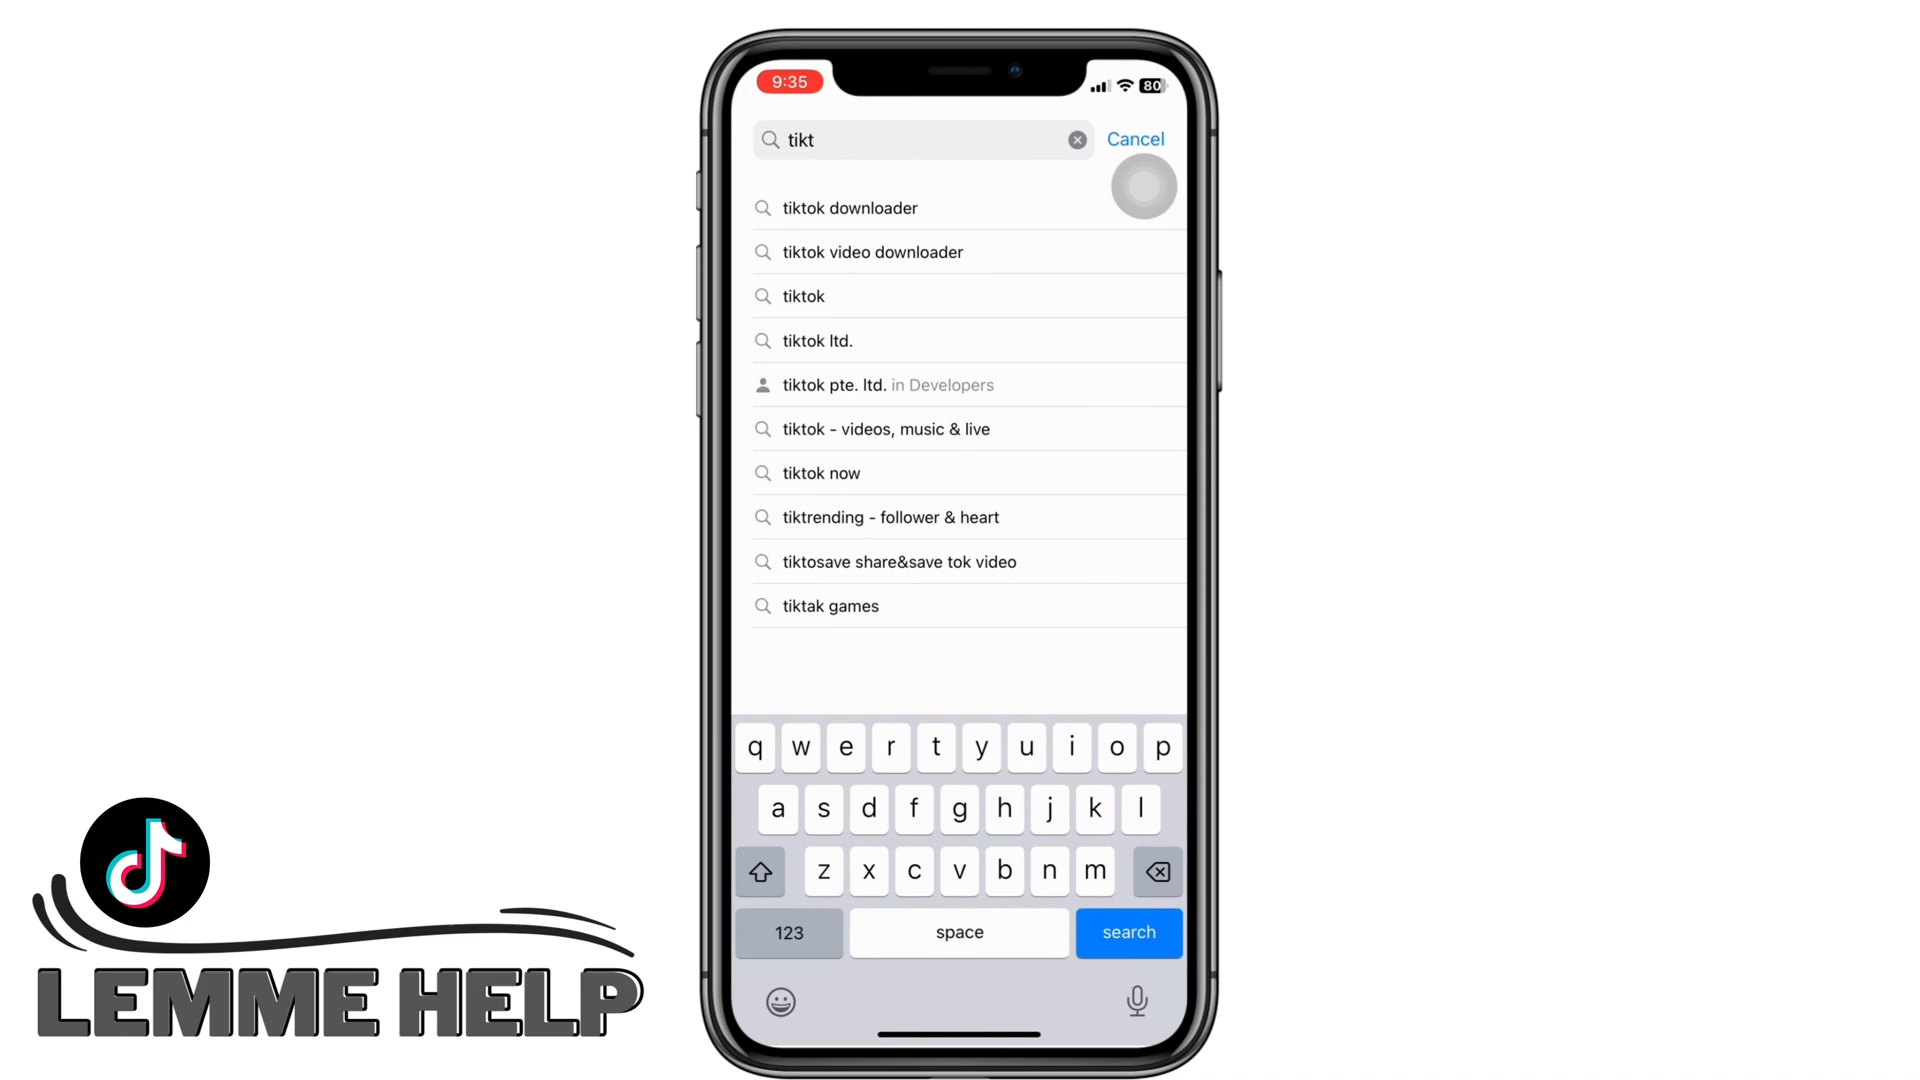 9:35
80
tikt
Cancel
tiktok downloader
tiktok video downloader
tiktok
tiktok ltd.
tiktok pte. ltd. in Developers
tiktok - videos, music & live
tiktok now
tiktrending - follower & heart
tiktosave share&save tok video
tiktak games
q w e r t y u i o p
a s d f g h j k l
z x c v b n m
123 space search
LEMME HELP